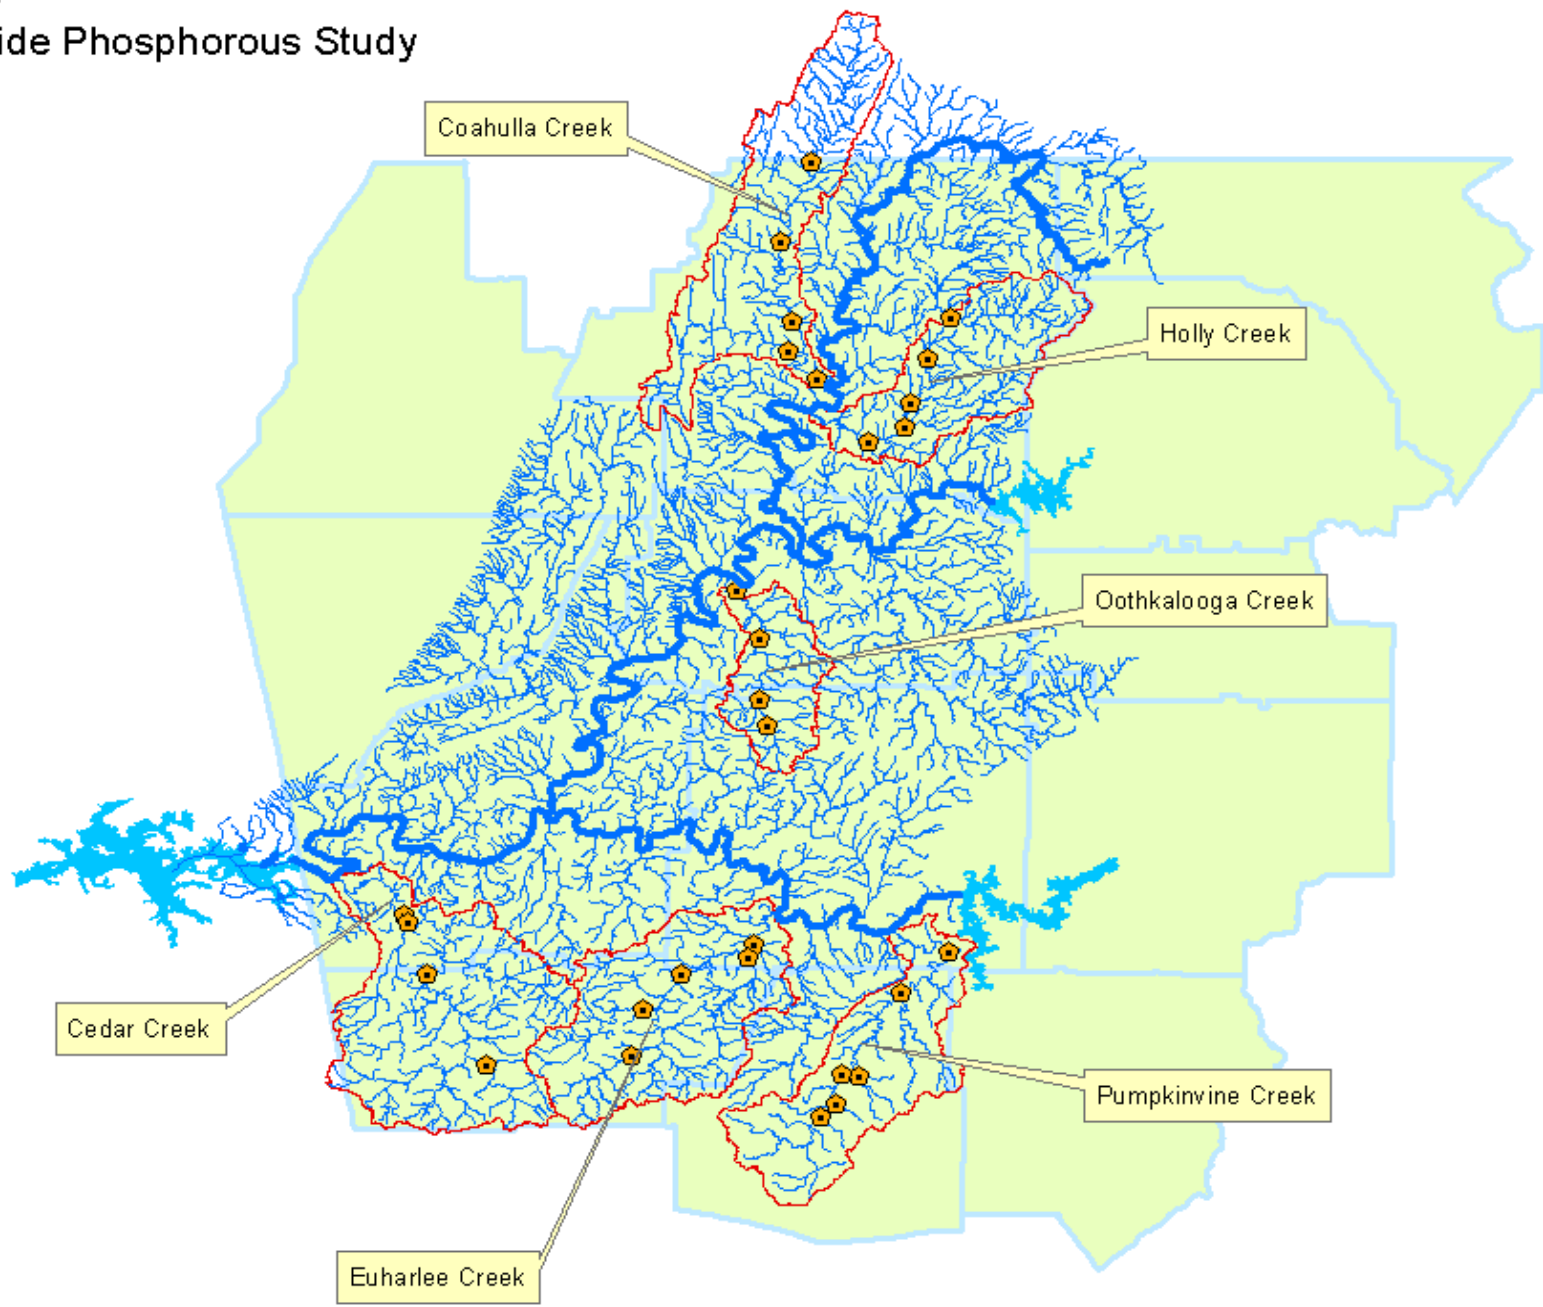 ide Phosphorous Study
Coahulla Creek
Holly Creek
Oothkalooga Creek
Cedar Creek
Pumpkinvine Creek
Euharlee Creek